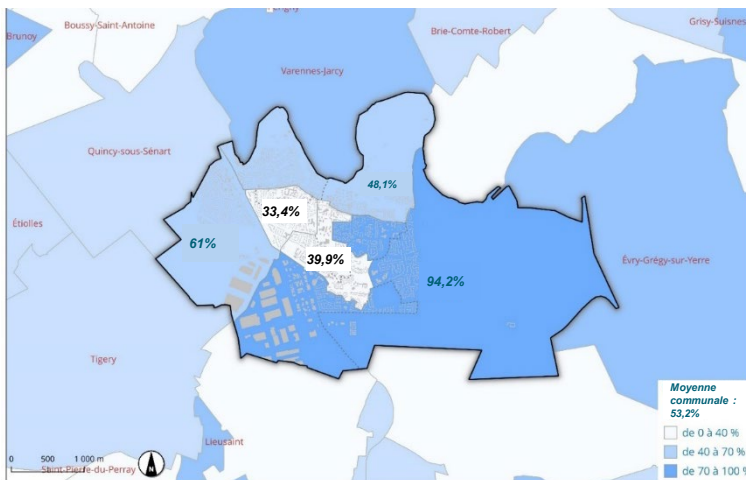 Boussy-Saint-Antoine
Brunoy
Brie-Comte-Robert
Grisy-Suisnes
Varennes-Jarcy
Quincy-sous-Sénart
48,1%
33,4%
Étiolles
61%
39,9%
Évry-Grégy-sur-Yerre
94,2%
Tigery
Moyenne
communale :
53,2%
de 0 à 40 %
de 40 à 70 %
de 70 à 100 %
Lieusaint
0 500 1 000 m
N
Saint-Pierre-du-Perray